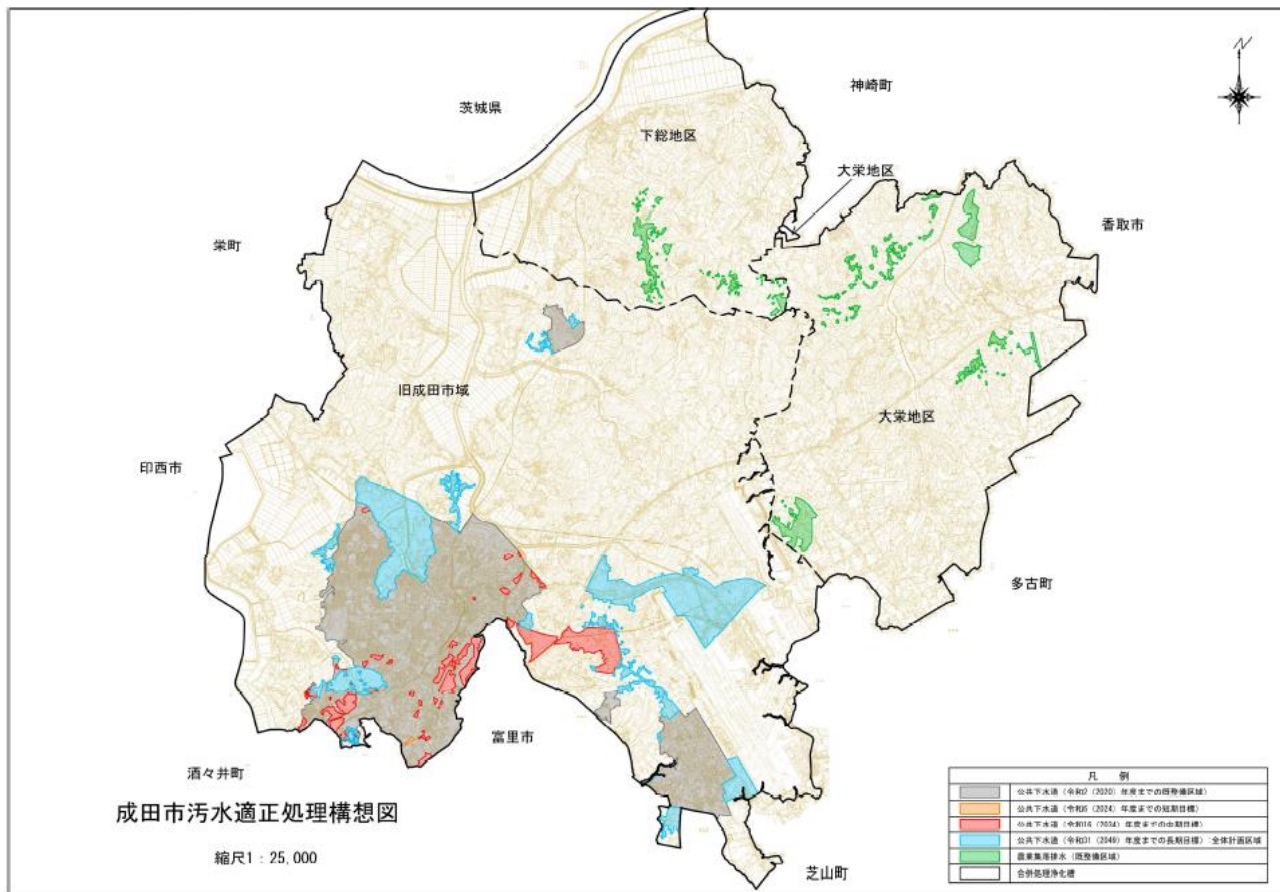 茨城県
神崎町
下総地区
大栄地区
香取市
栄町
旧成田市域
大栄地区
印西市
多古町
富里市
酒々井町
成田市汚水適正処理構想図
縮尺1：25,000
芝山町
凡 例
公共下水道（令和2（2020）年度までの既整備区域）
公共下水道（令和6（2024）年度までの短期目標）
公共下水道（令和16（2034）年度までの中期目標）
公共下水道（令和31（2049）年度までの長期目標）:全体計画区域
農業集落排水（既整備区域）
合併処理浄化槽